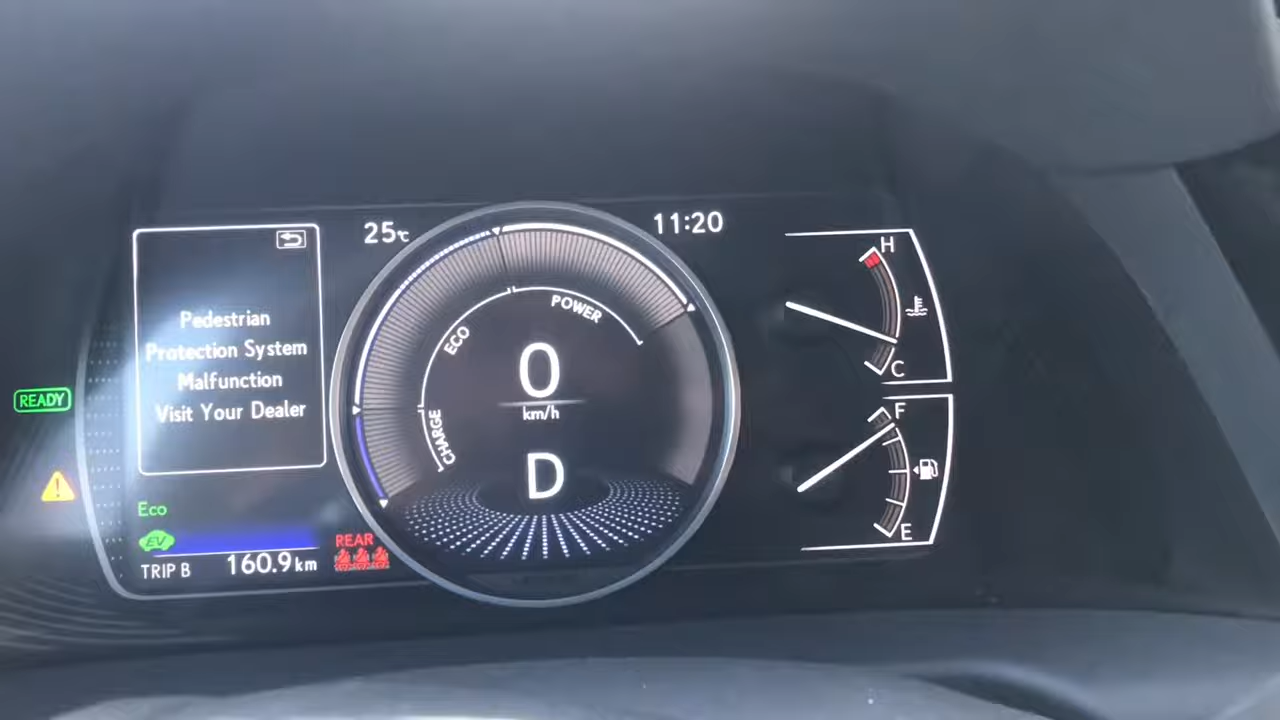 25℃
11:20
Pedestrian
Protection System
Malfunction
Visit Your Dealer
READY
Eco
EV
TRIP B 160.9 km
REAR
CHARGE
ECO
POWER
0
km/h
D
H
C
F
E